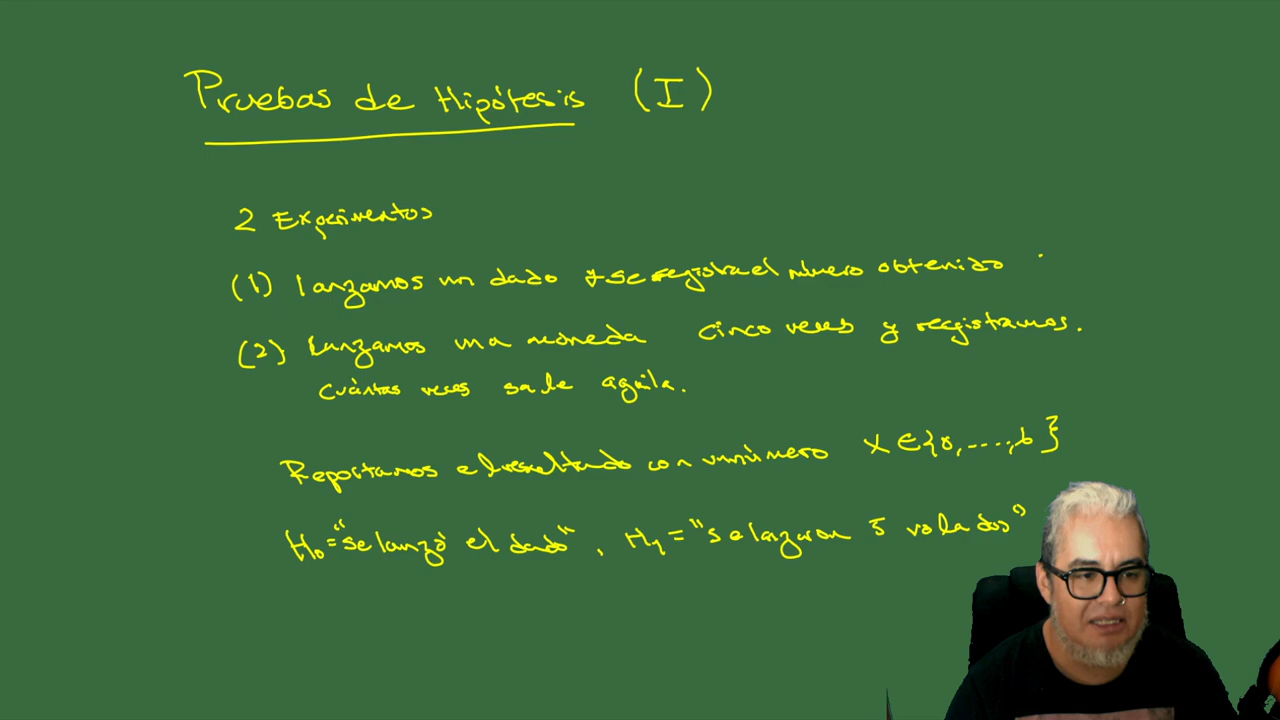 Pruebas de Hipótesis (I)
2 Experimentos
(1) Lanzamos un dado y se registra el número obtenido.
(2) Lanzamos una moneda cinco veces y registramos.
cuántas veces sale aguila.
Reportamos el resultado con un número X ∈ {0, ...., 6}
H₀ = "se lanzó el dado", H₁ = "se lanzaron 5 volados"